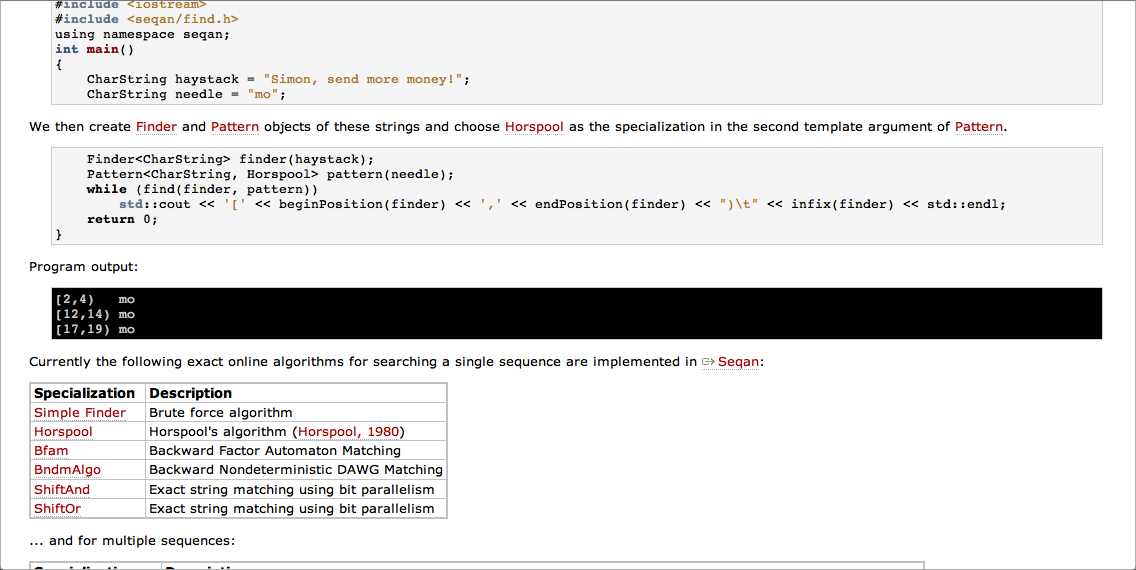 #include <iostream>
#include <seqan/find.h>
using namespace seqan;
int main()
{
    CharString haystack = "Simon, send more money!";
    CharString needle = "mo";
We then create Finder and Pattern objects of these strings and choose Horspool as the specialization in the second template argument of Pattern.
    Finder<CharString> finder(haystack);
    Pattern<CharString, Horspool> pattern(needle);
    while (find(finder, pattern))
        std::cout << '[' << beginPosition(finder) << ',' << endPosition(finder) << ")\t" << infix(finder) << std::endl;
    return 0;
}
Program output:
[2,4)   mo
[12,14) mo
[17,19) mo
Currently the following exact online algorithms for searching a single sequence are implemented in Seqan:
Specialization Description
Simple Finder Brute force algorithm
Horspool Horspool's algorithm (Horspool, 1980)
Bfam Backward Factor Automaton Matching
BndmAlgo Backward Nondeterministic DAWG Matching
ShiftAnd Exact string matching using bit parallelism
ShiftOr Exact string matching using bit parallelism
... and for multiple sequences: